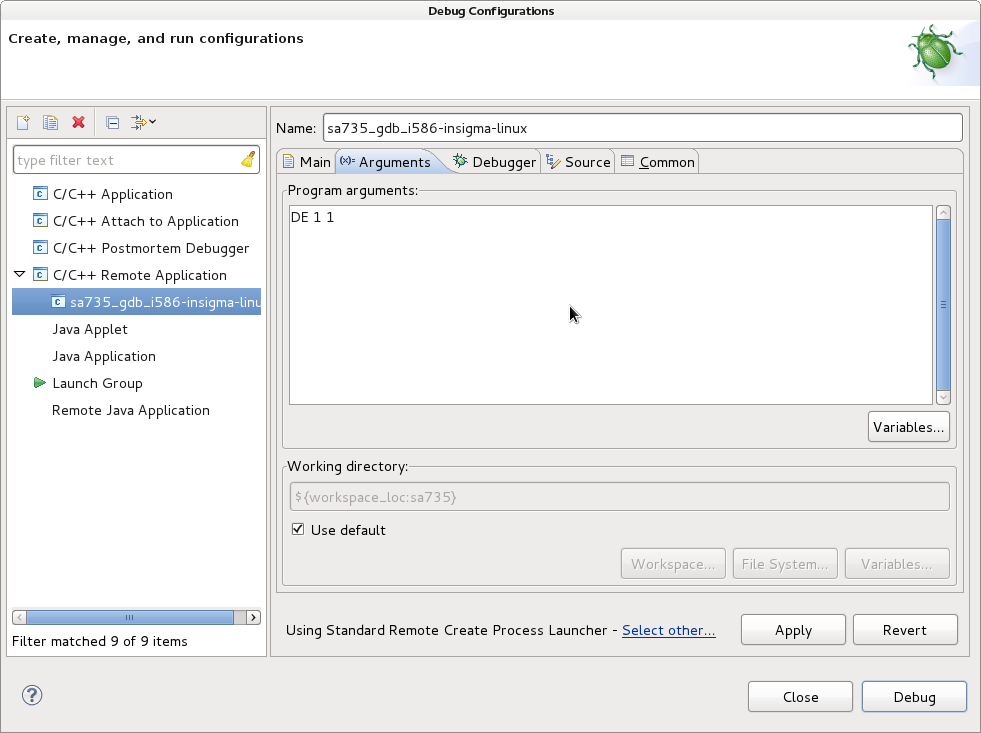 Debug Configurations
Create, manage, and run configurations
type filter text
C/C++ Application
C/C++ Attach to Application
C/C++ Postmortem Debugger
C/C++ Remote Application
sa735_gdb_i586-insigma-linu
Java Applet
Java Application
Launch Group
Remote Java Application
Filter matched 9 of 9 items
Name: sa735_gdb_i586-insigma-linux
Main (x)= Arguments Debugger Source Common
Program arguments:
DE 1 1
Variables...
Working directory:
${workspace_loc:sa735}
Use default
Workspace... File System... Variables...
Using Standard Remote Create Process Launcher - Select other... Apply Revert
Close Debug